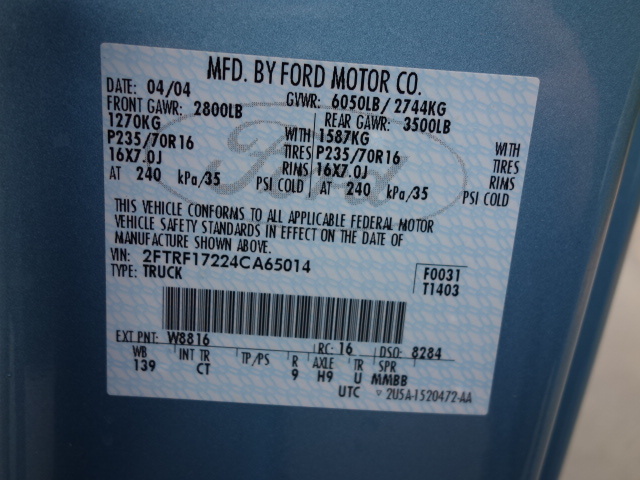 MFD. BY FORD MOTOR CO.
DATE: 04/04 GVWR: 6050LB/ 2744KG
FRONT GAWR: 2800LB REAR GAWR: 3500LB
1270KG WITH 1587KG WITH
P235/70R16 TIRES P235/70R16 TIRES
16X7.0J RIMS 16X7.0J RIMS
AT 240 kPa/35 PSI COLD AT 240 kPa/35 PSI COLD
Ford
THIS VEHICLE CONFORMS TO ALL APPLICABLE FEDERAL MOTOR
VEHICLE SAFETY STANDARDS IN EFFECT ON THE DATE OF
MANUFACTURE SHOWN ABOVE.
VIN: 2FTRF17224CA65014 F0031
TYPE: TRUCK T1403
EXT PNT: W8816 RC: 16 DSO: 8284
WB INT TR TP/PS R AXLE TR SPR
139 CT 9 H9 U MMBB
UTC ▽ 2U5A-1520472-AA